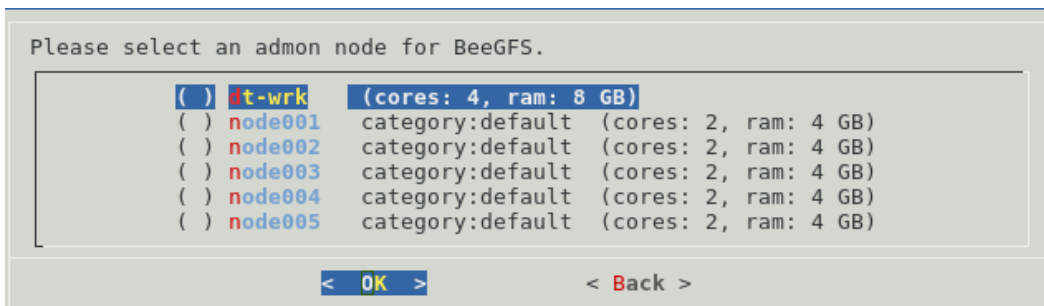 Please select an admon node for BeeGFS.
( ) dt-wrk (cores: 4, ram: 8 GB)
( ) node001 category:default (cores: 2, ram: 4 GB)
( ) node002 category:default (cores: 2, ram: 4 GB)
( ) node003 category:default (cores: 2, ram: 4 GB)
( ) node004 category:default (cores: 2, ram: 4 GB)
( ) node005 category:default (cores: 2, ram: 4 GB)
< OK > < Back >